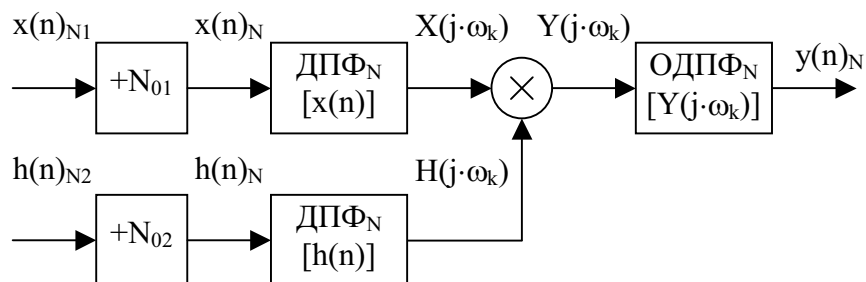 x(n)N1
x(n)N
X(j·ωk)
Y(j·ωk)
+N01
ДПФN
[x(n)]
×
ОДПФN
[Y(j·ωk)]
y(n)N
h(n)N2
h(n)N
H(j·ωk)
+N02
ДПФN
[h(n)]